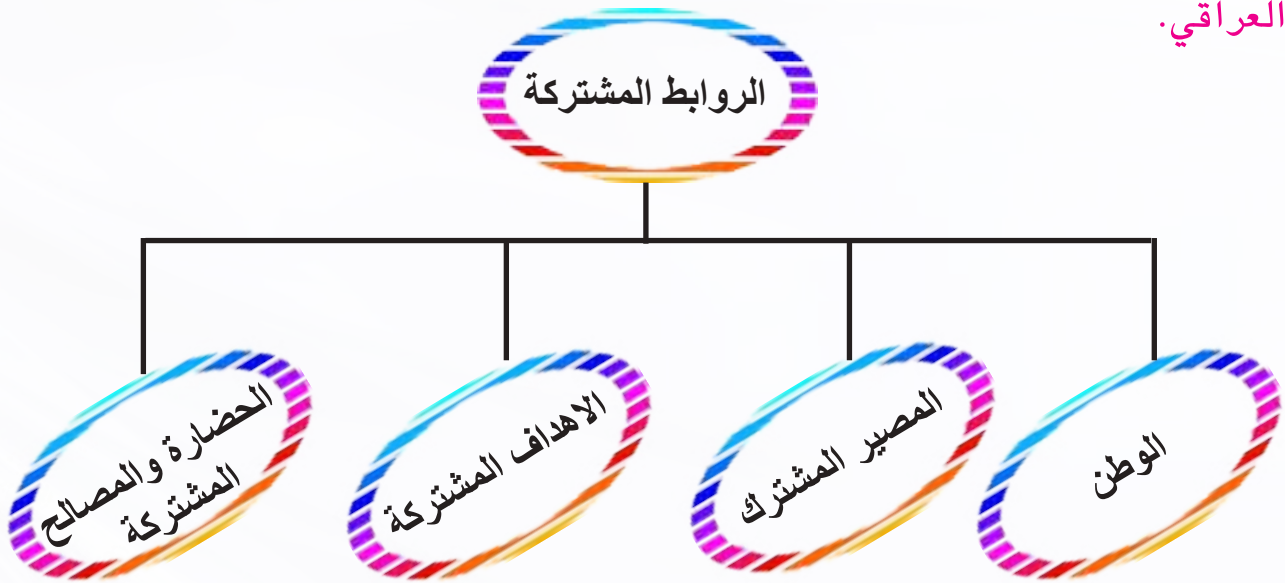 العراقي.
الروابط المشتركة
الوطن
المصير المشترك
الاهداف المشتركة
الحضارة والمصالح
المشتركة